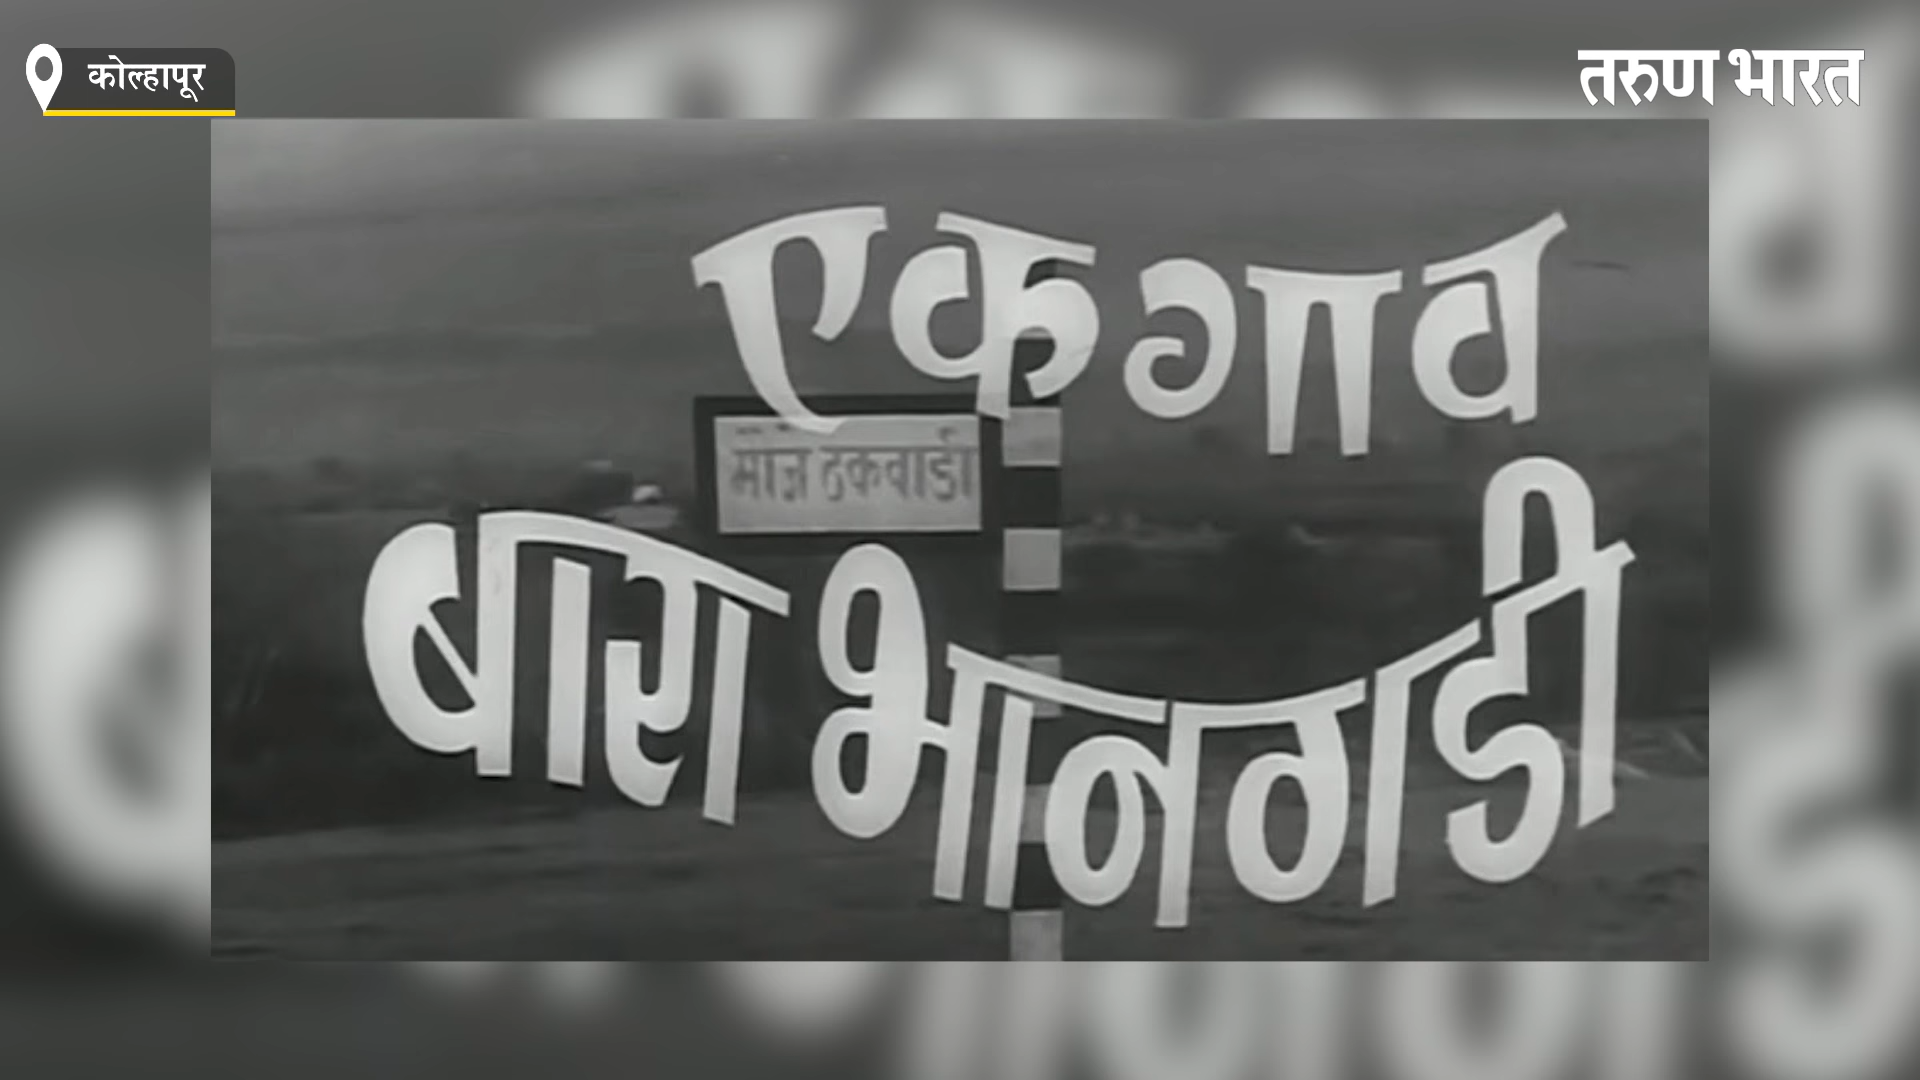 कोल्हापूर
तरुण भारत
एक गाव
मौजे ठकवाडी
बारा भानगडी